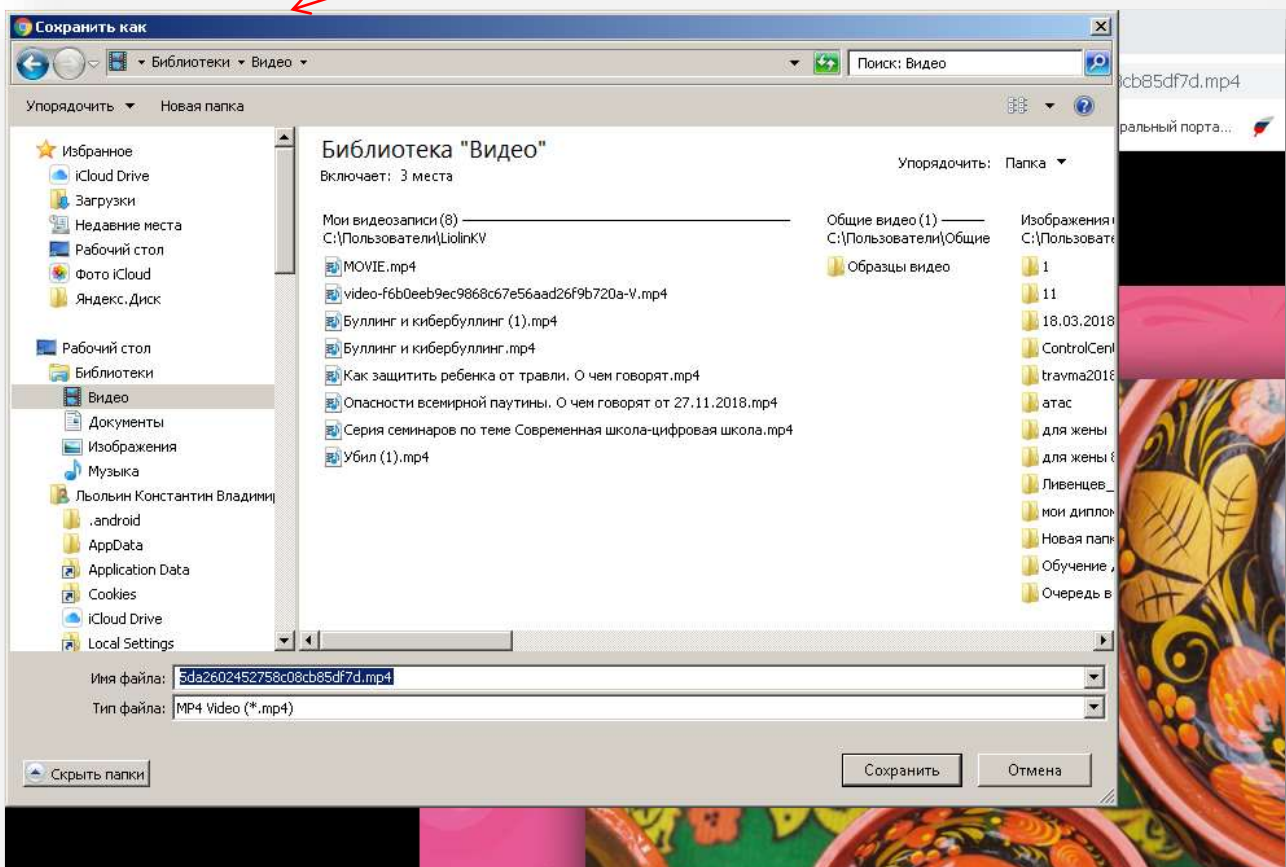 Сохранить как
Библиотеки Видео
Поиск: Видео
8cb85df7d.mp4
Упорядочить Новая папка
ральный порта...
Избранное
iCloud Drive
Загрузки
Недавние места
Рабочий стол
Фото iCloud
Яндекс.Диск
Рабочий стол
Библиотеки
Видео
Документы
Изображения
Музыка
Льольин Константин Владими
.android
AppData
Application Data
Cookies
iCloud Drive
Local Settings
Библиотека "Видео"
Включает: 3 места
Упорядочить: Папка
Мои видеозаписи (8)
C:\Пользователи\LiolinKV
MOVIE.mp4
video-f6b0eeb9ec9868c67e56aad26f9b720a-V.mp4
Буллинг и кибербуллинг (1).mp4
Буллинг и кибербуллинг.mp4
Как защитить ребенка от травли. О чем говорят.mp4
Опасности всемирной паутины. О чем говорят от 27.11.2018.mp4
Серия семинаров по теме Современная школа-цифровая школа.mp4
Убил (1).mp4
Общие видео (1)
C:\Пользователи\Общие
Образцы видео
Изображения
C:\Пользовате
1
11
18.03.2018
ControlCen
travma2018
атас
для жены
для жены 8
Ливенцев_
мои диплом
Новая папк
Обучение
Очередь в
Имя файла: 5da2602452758c08cb85df7d.mp4
Тип файла: MP4 Video (*.mp4)
Скрыть папки
Сохранить Отмена